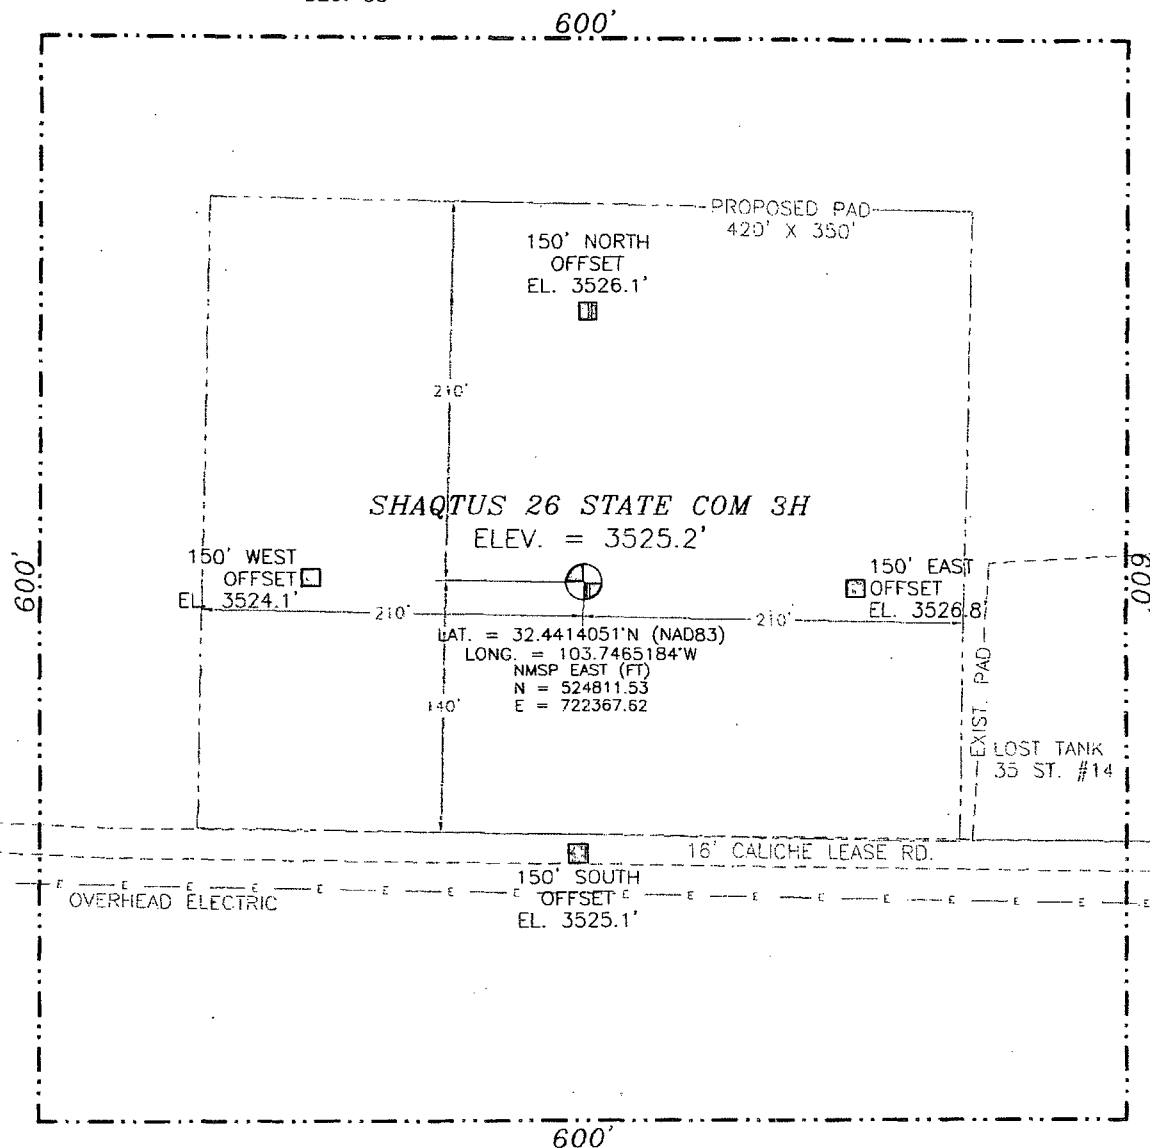 600'
PROPOSED PAD
420' X 350'
150' NORTH
OFFSET
EL. 3526.1'
210'
SHAQTUS 26 STATE COM 3H
ELEV. = 3525.2'
150' WEST
OFFSET
EL. 3524.1'
150' EAST
OFFSET
EL. 3526.8'
600'
600'
210'
210'
LAT. = 32.4414051°N (NAD83)
LONG. = 103.7465184°W
NMSP EAST (FT)
N = 524811.53
E = 722367.62
140'
EXIST. PAD
LOST TANK
35 ST. #14
16' CALICHE LEASE RD.
E E E E E E E E E E E E E E E E E
OVERHEAD ELECTRIC
150' SOUTH
OFFSET
EL. 3525.1'
600'